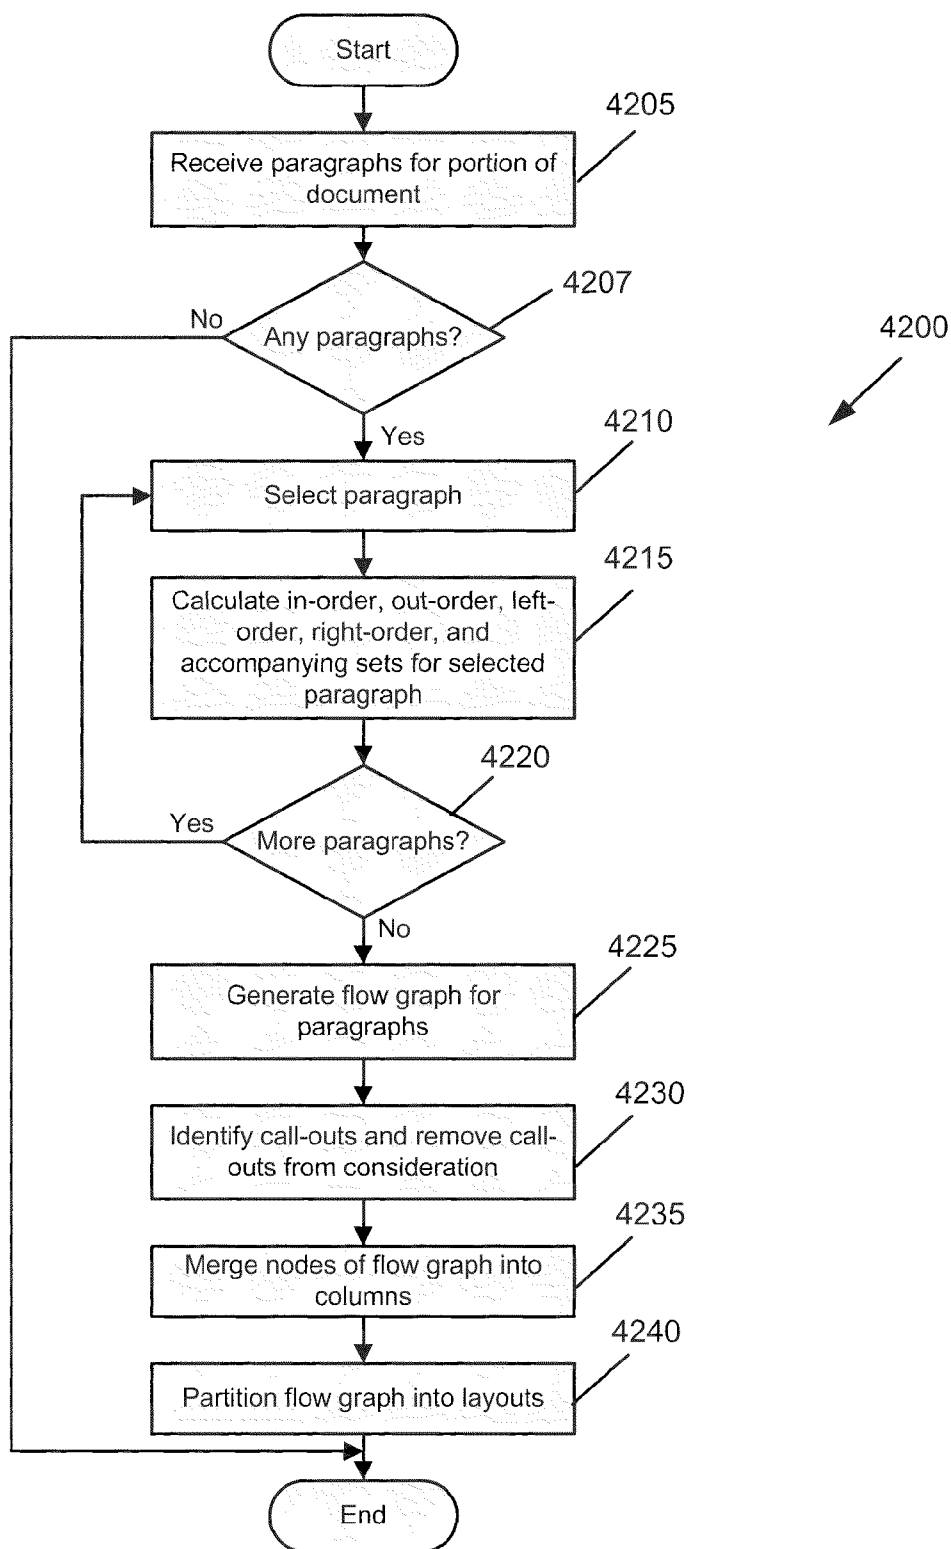 Start
4205
Receive paragraphs for portion of
document
4207
No
Any paragraphs?
4200
Yes
4210
Select paragraph
4215
Calculate in-order, out-order, left-
order, right-order, and
accompanying sets for selected
paragraph
4220
Yes
More paragraphs?
No
4225
Generate flow graph for
paragraphs
4230
Identify call-outs and remove call-
outs from consideration
4235
Merge nodes of flow graph into
columns
4240
Partition flow graph into layouts
End